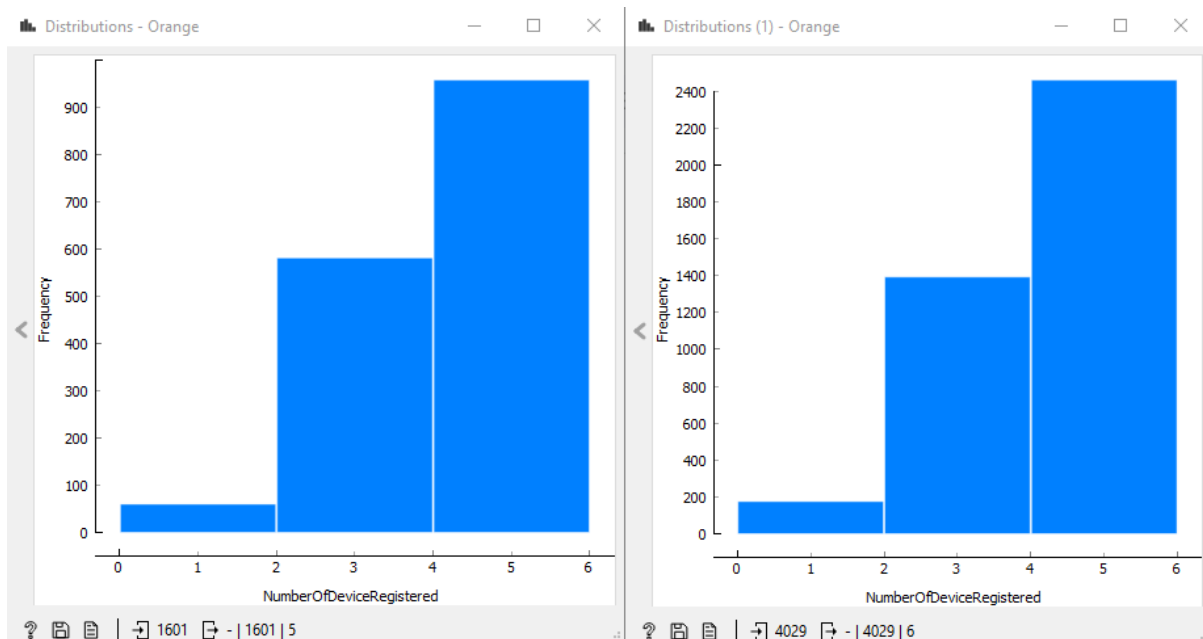 Distributions - Orange
900
800
700
600
500
400
300
200
100
0
Frequency
0 1 2 3 4 5 6
NumberOfDeviceRegistered
? 1601 - | 1601 | 5
Distributions (1) - Orange
2400
2200
2000
1800
1600
1400
1200
1000
800
600
400
200
0
Frequency
0 1 2 3 4 5 6
NumberOfDeviceRegistered
? 4029 - | 4029 | 6